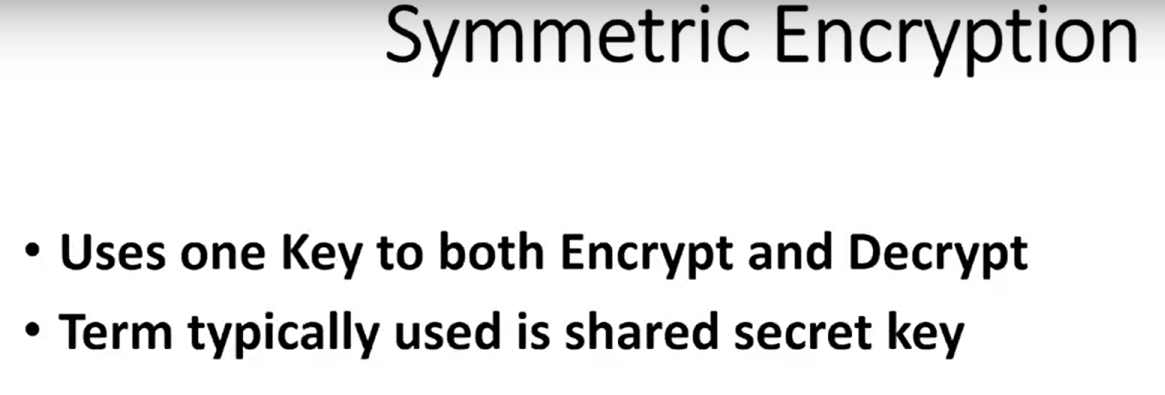 Symmetric Encryption
• Uses one Key to both Encrypt and Decrypt
• Term typically used is shared secret key